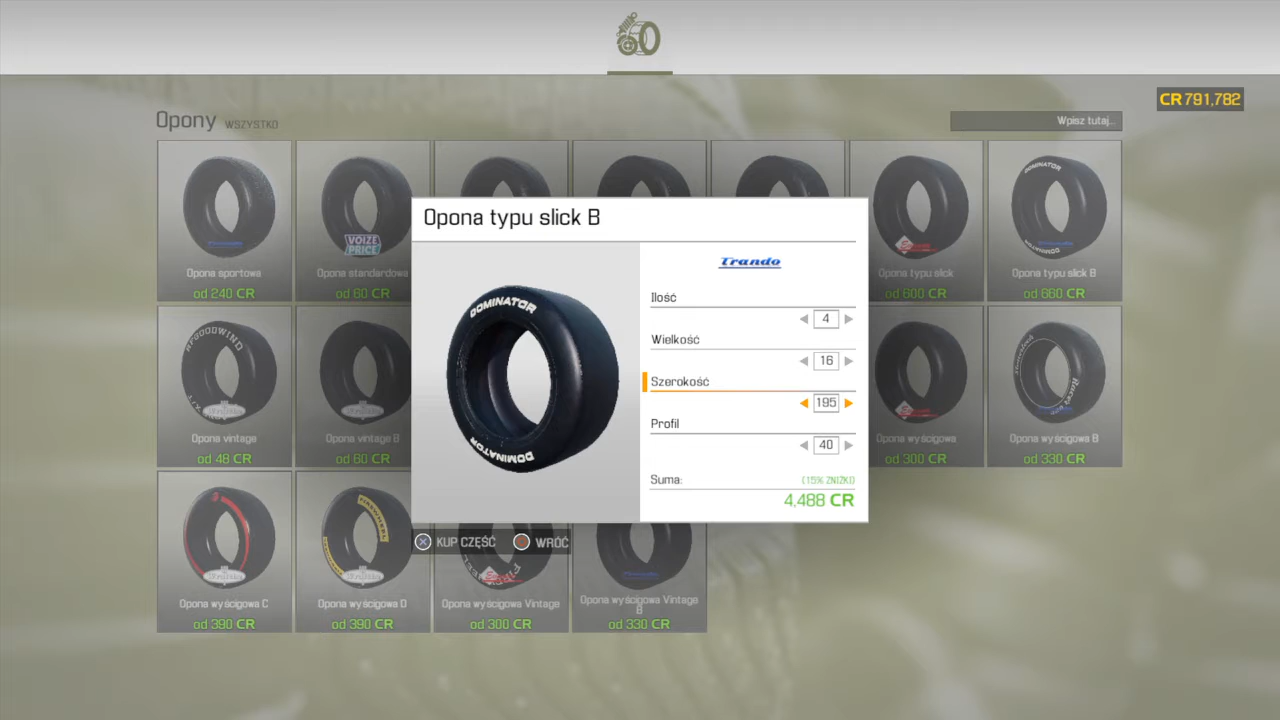 CR 791,782
Opony WSZYSTKO
Wpisz tutaj...
Opona sportowa
od 240 CR
VOIZE PRICE
Opona standardowa
od 60 CR
Opona typu slick
od 600 CR
DOMINATOR
Opona typu slick B
od 660 CR
Opona typu slick B
DOMINATOR
DOMINATOR
Trando
Ilość
4
Wielkość
16
Szerokość
195
Profil
40
Suma:
(15% ZNIŻKI)
4,488 CR
Opona vintage
od 48 CR
Opona vintage B
od 60 CR
Opona wyścigowa
od 300 CR
Opona wyścigowa B
od 330 CR
KUP CZĘŚĆ
WRÓĆ
Opona wyścigowa C
od 390 CR
Opona wyścigowa D
od 390 CR
Opona wyścigowa Vintage
od 300 CR
Opona wyścigowa Vintage
B
od 330 CR